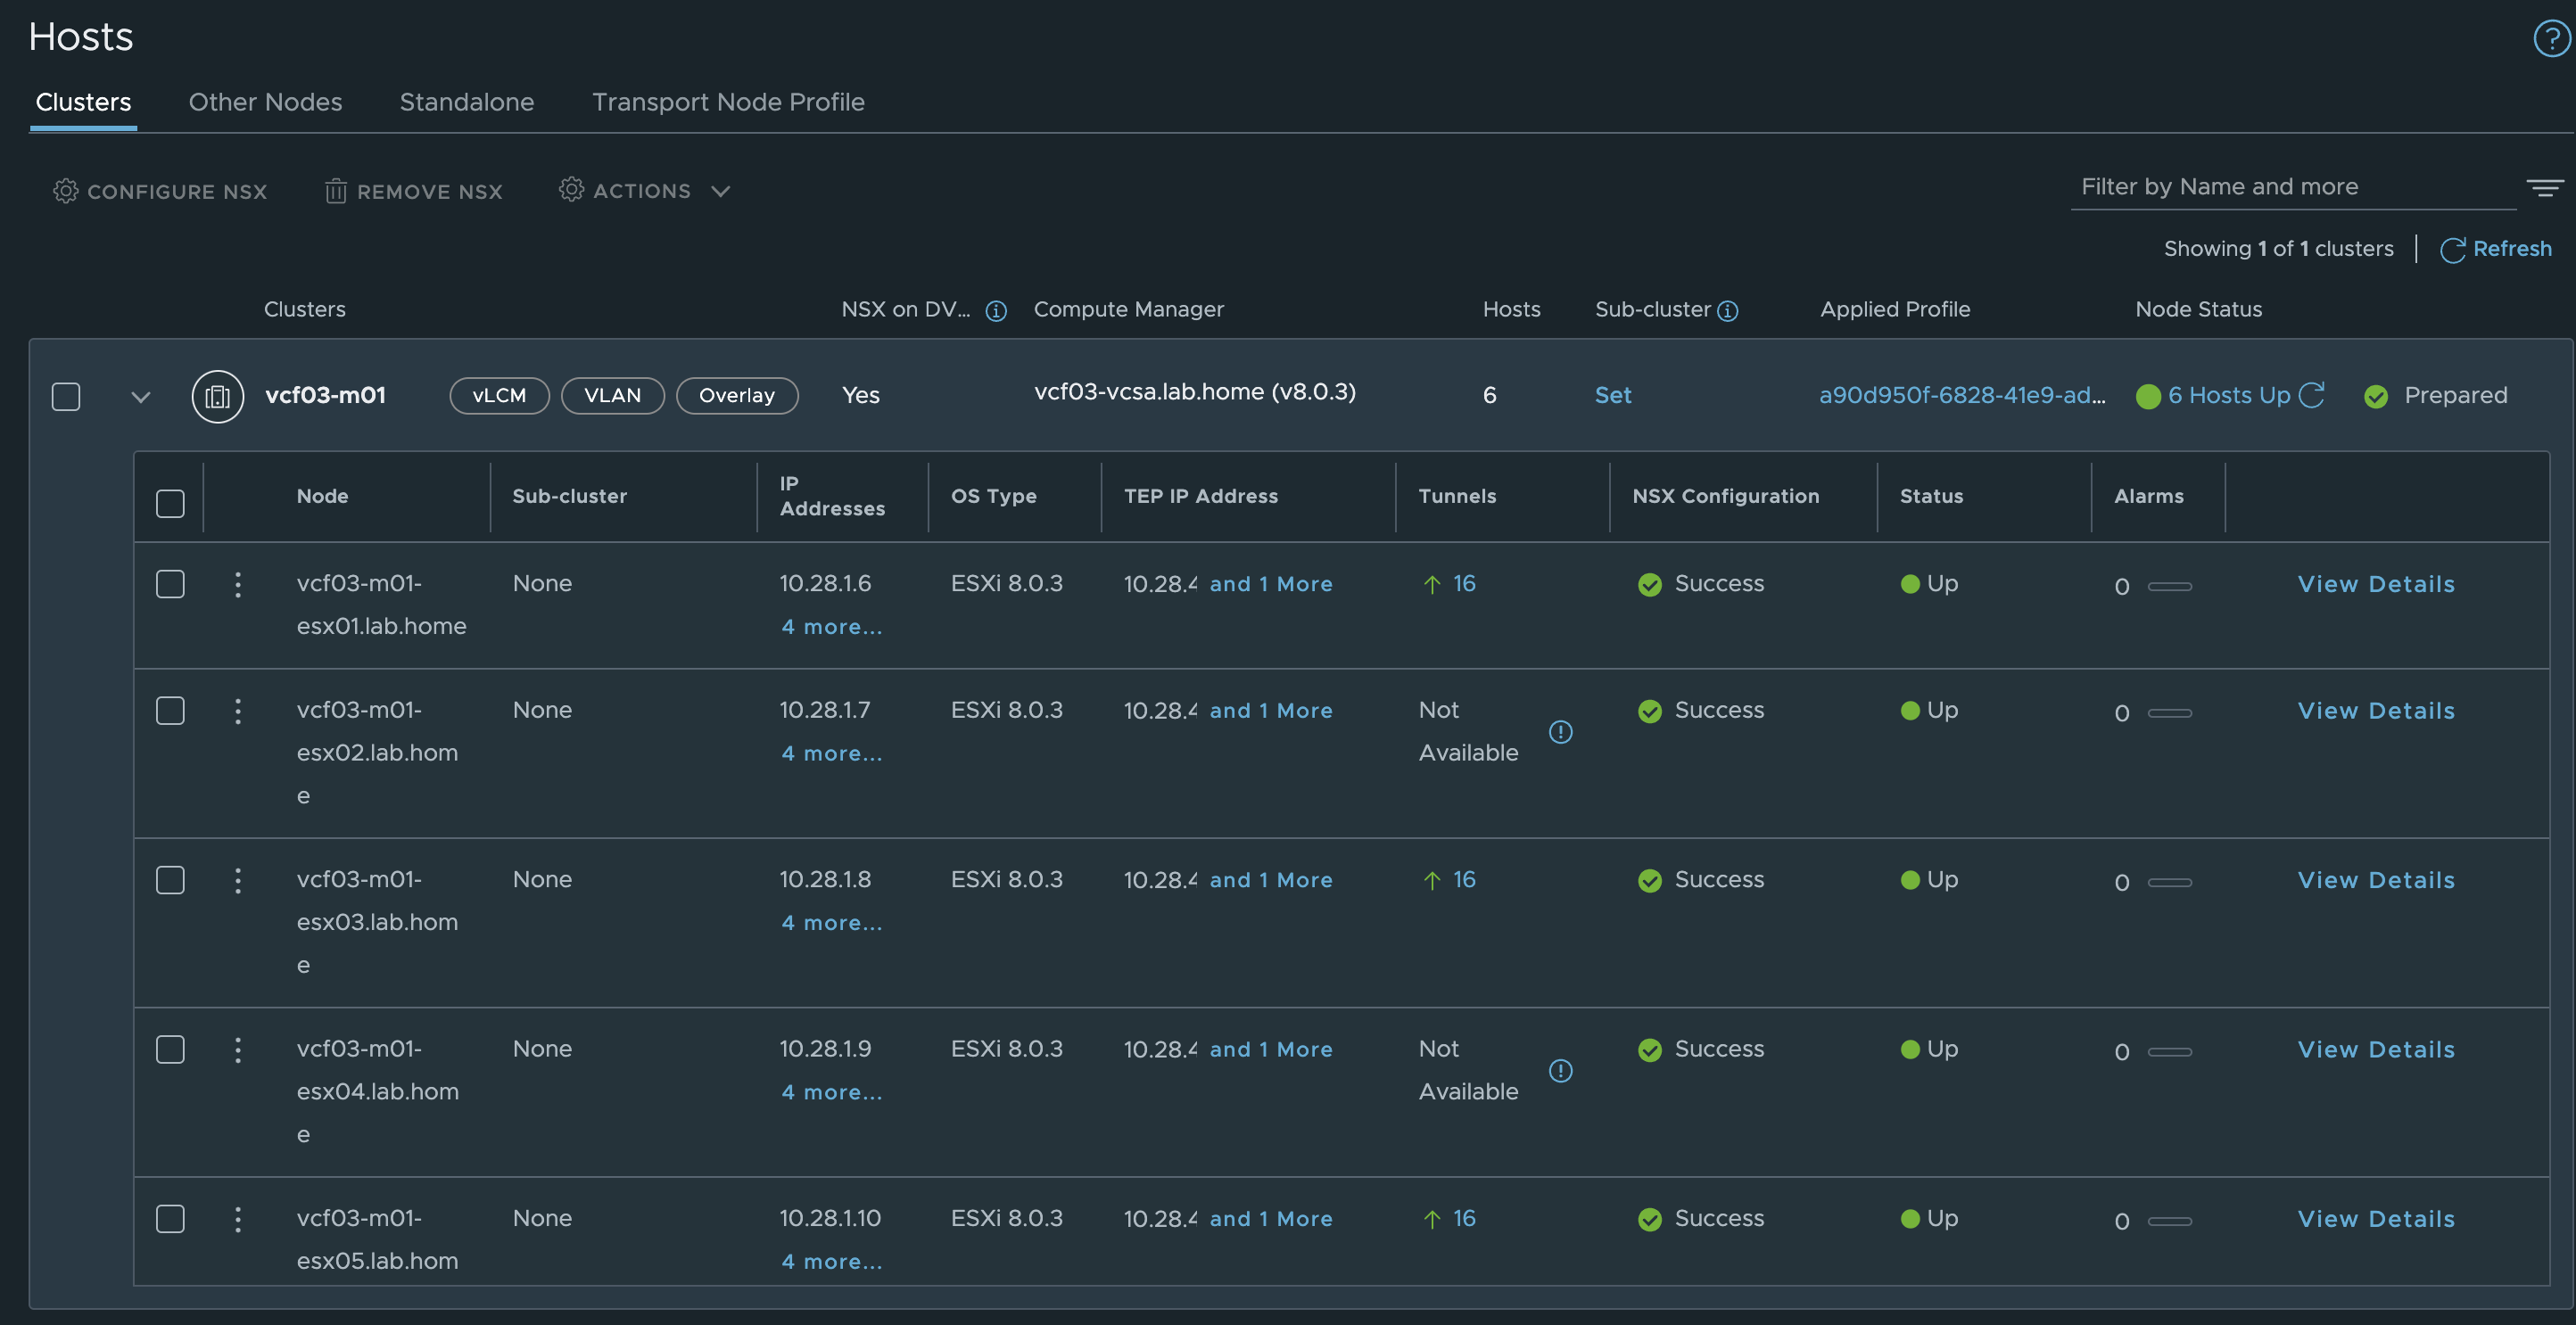 Hosts
Clusters Other Nodes Standalone Transport Node Profile
CONFIGURE NSX REMOVE NSX ACTIONS
Filter by Name and more
Showing 1 of 1 clusters Refresh
Clusters NSX on DV... Compute Manager Hosts Sub-cluster Applied Profile Node Status
vcf03-m01 vLCM VLAN Overlay Yes vcf03-vcsa.lab.home (v8.0.3) 6 Set a90d950f-6828-41e9-ad... 6 Hosts Up Prepared
Node Sub-cluster IP Addresses OS Type TEP IP Address Tunnels NSX Configuration Status Alarms
vcf03-m01- None 10.28.1.6 ESXi 8.0.3 10.28.4 and 1 More 16 Success Up 0 View Details
esx01.lab.home 4 more...
vcf03-m01- None 10.28.1.7 ESXi 8.0.3 10.28.4 and 1 More Not Success Up 0 View Details
esx02.lab.hom 4 more... Available
e
vcf03-m01- None 10.28.1.8 ESXi 8.0.3 10.28.4 and 1 More 16 Success Up 0 View Details
esx03.lab.hom 4 more...
e
vcf03-m01- None 10.28.1.9 ESXi 8.0.3 10.28.4 and 1 More Not Success Up 0 View Details
esx04.lab.hom 4 more... Available
e
vcf03-m01- None 10.28.1.10 ESXi 8.0.3 10.28.4 and 1 More 16 Success Up 0 View Details
esx05.lab.hom 4 more...